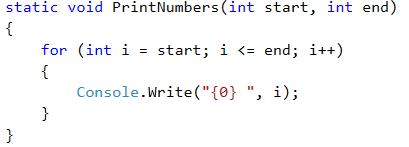 static void PrintNumbers(int start, int end)
{
    for (int i = start; i <= end; i++)
    {
        Console.Write("{0} ", i);
    }
}